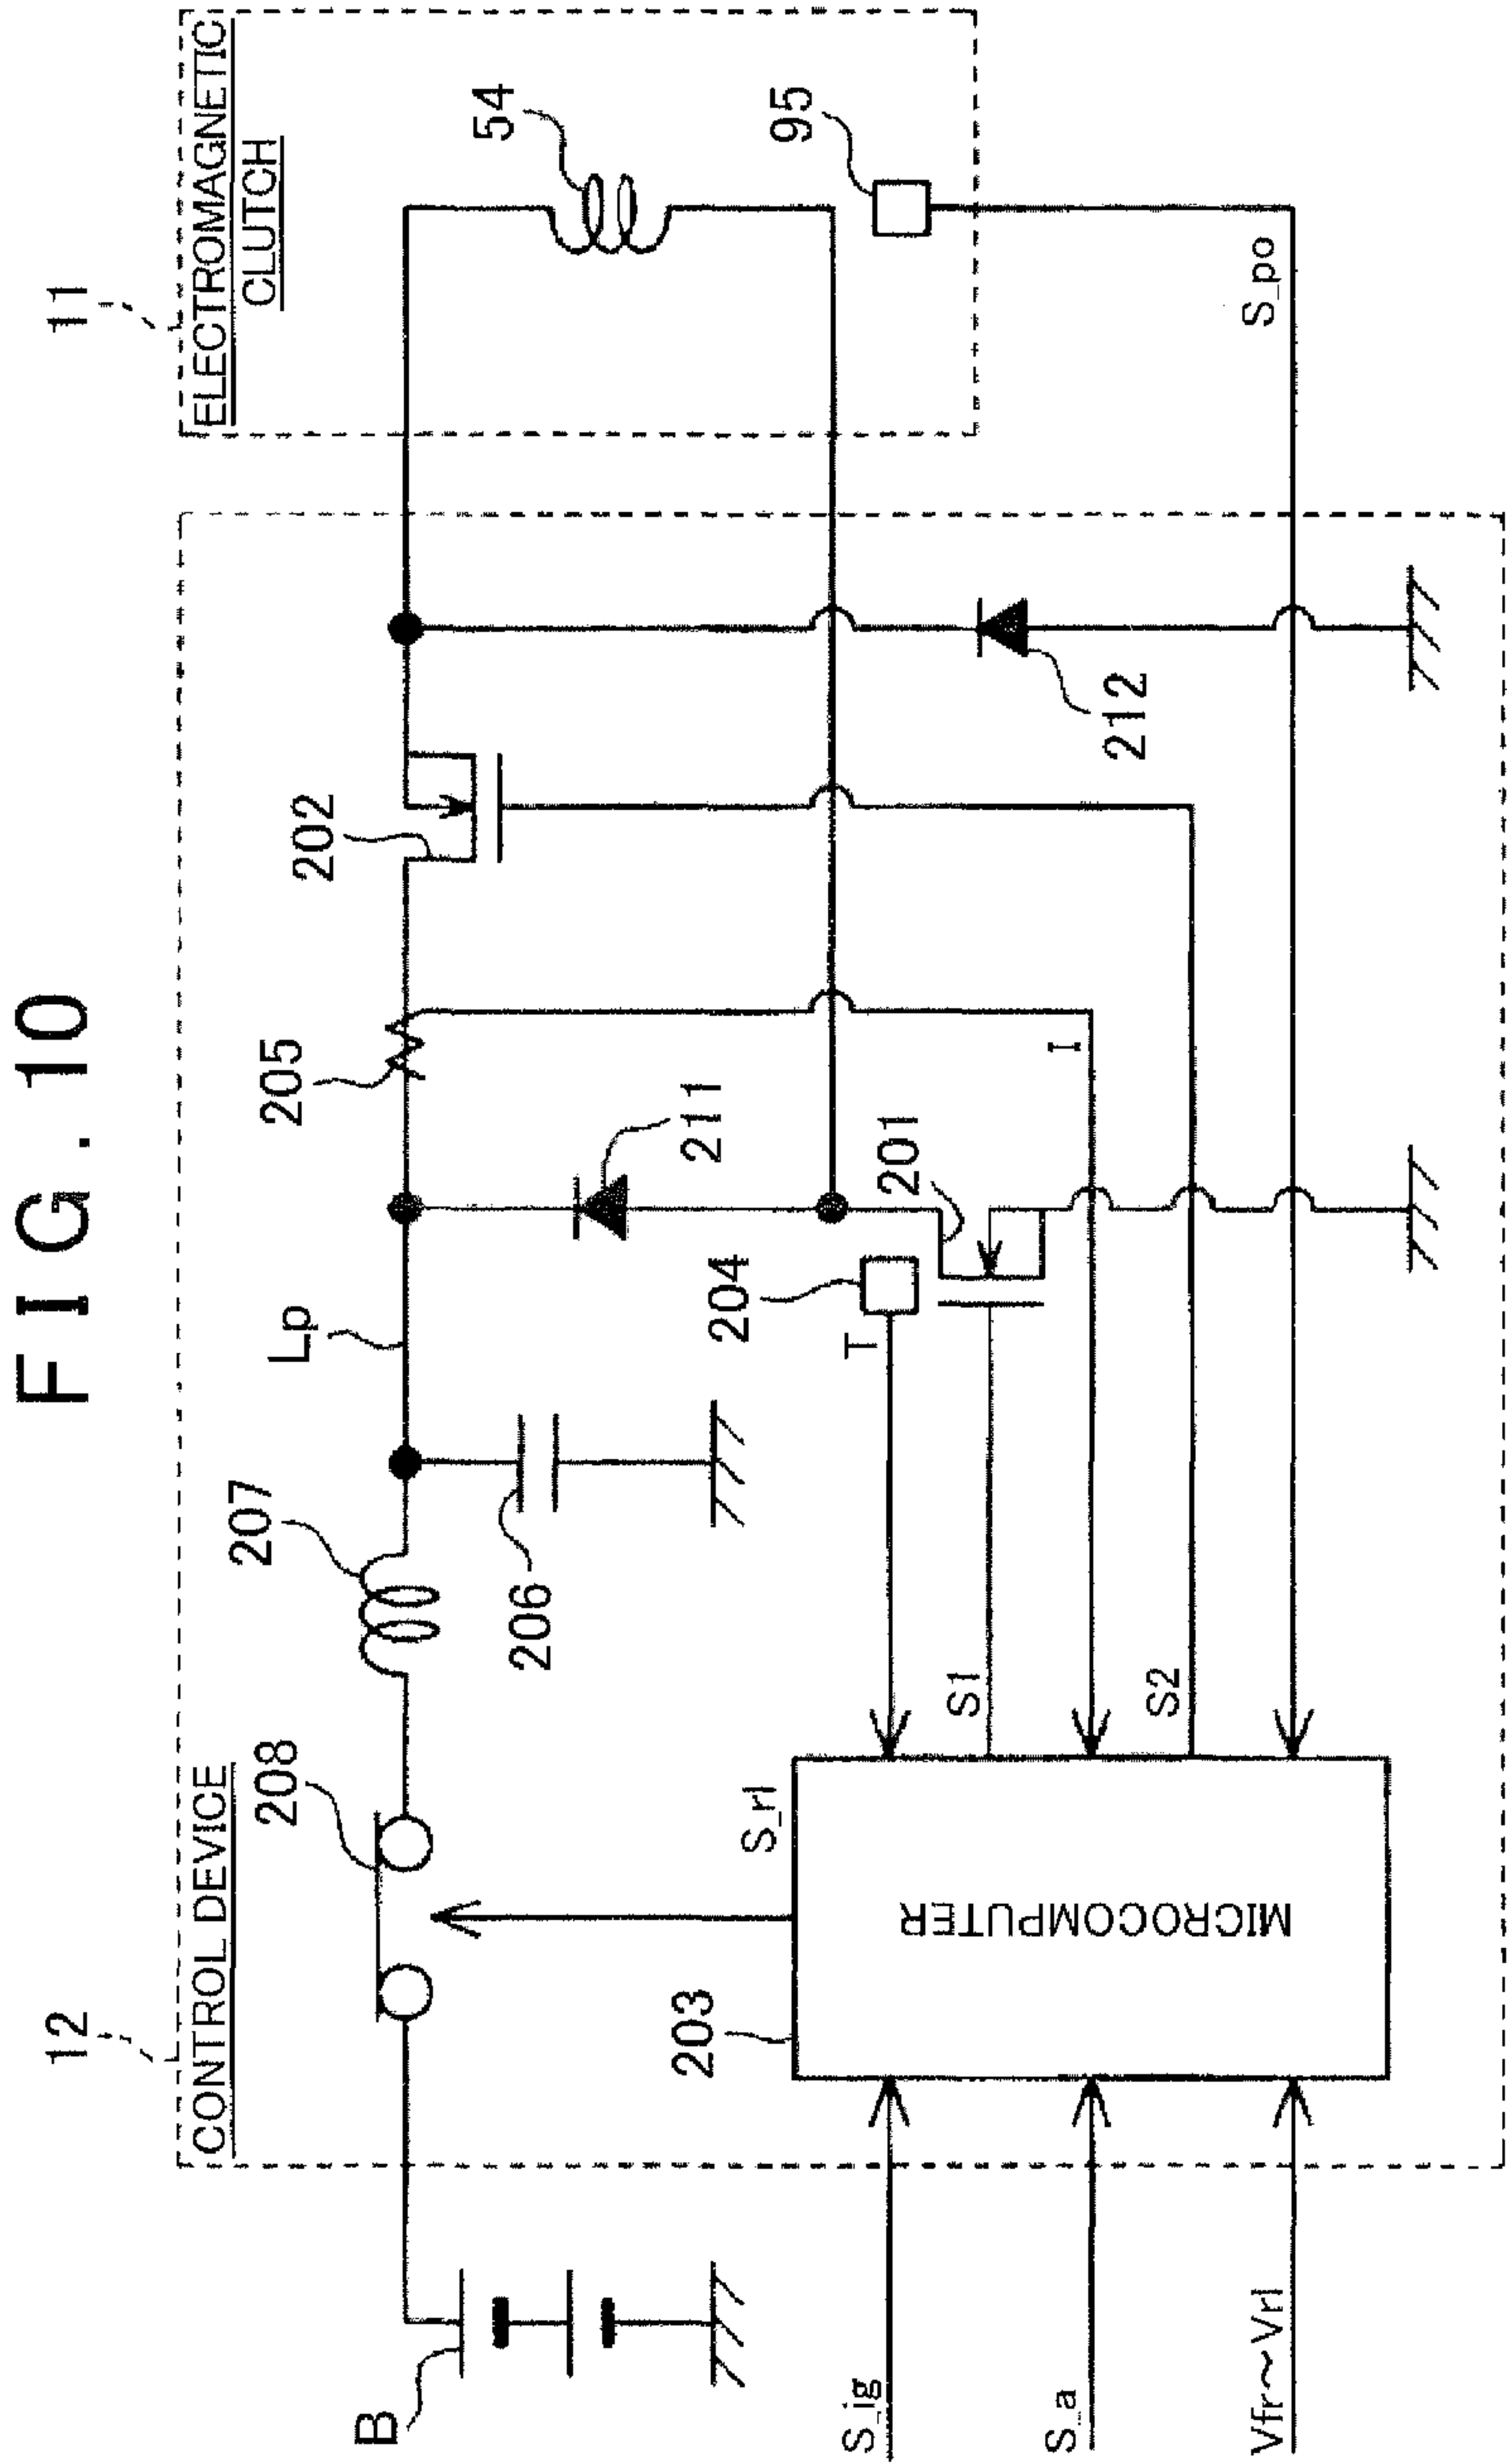 FIG. 10
12
CONTROL DEVICE
11
ELECTROMAGNETIC
CLUTCH
B
208
207
Lp
205
202
54
206
211
95
204
T
201
212
203
S_rl
MICROCOMPUTER
S1
I
S2
S_po
S_ig
S_a
Vfr~Vrl